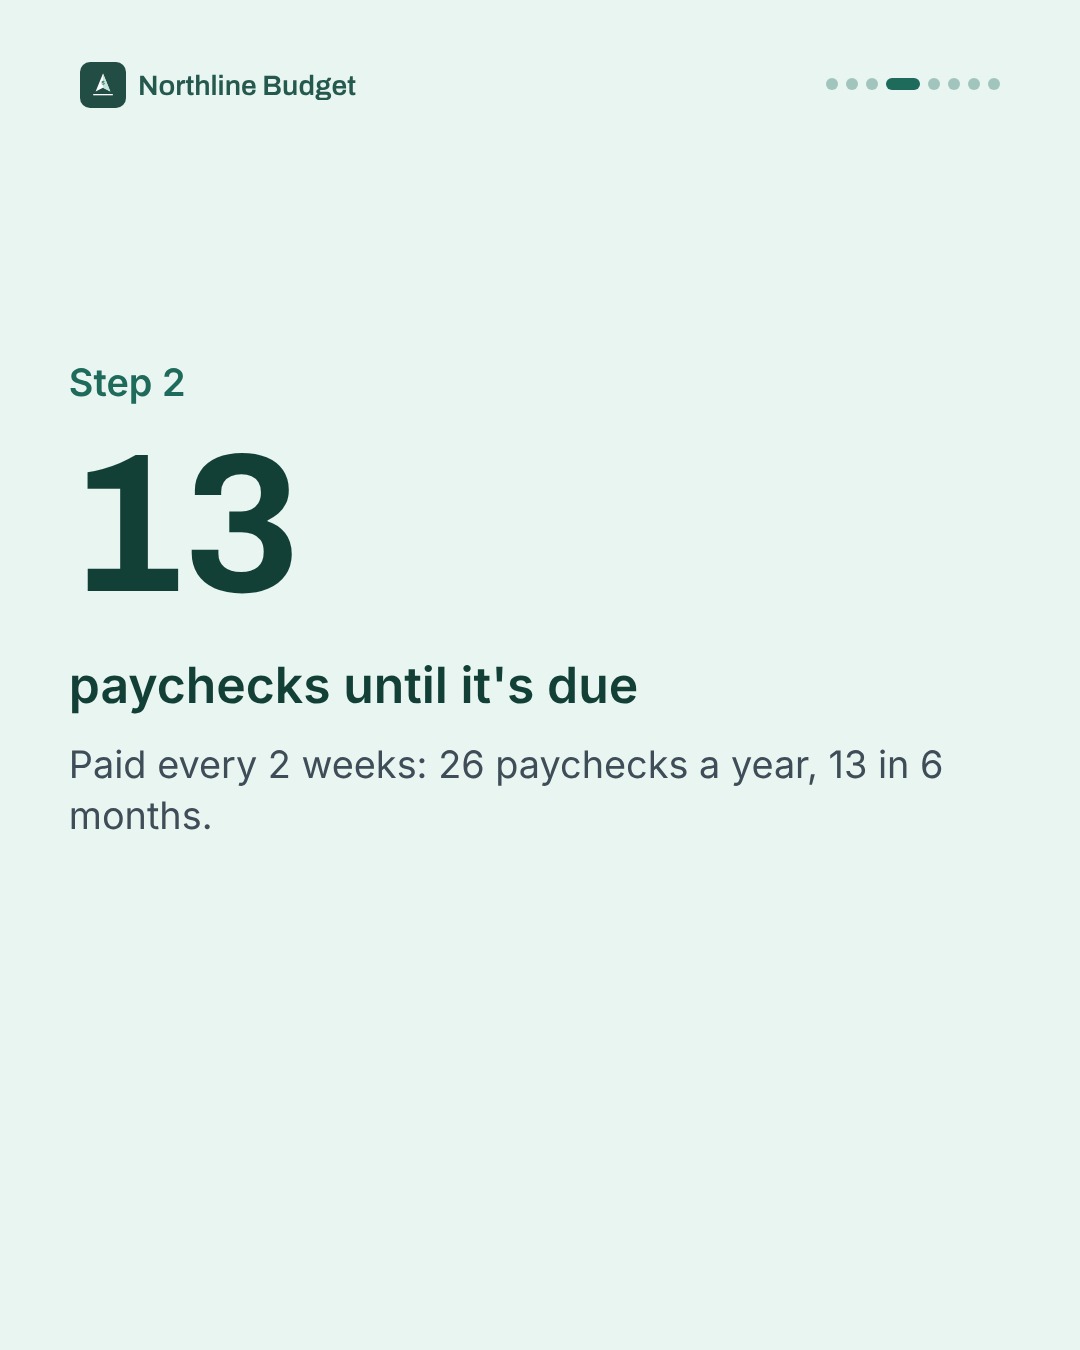 Northline Budget
Step 2
13
paychecks until it's due
Paid every 2 weeks: 26 paychecks a year, 13 in 6
months.